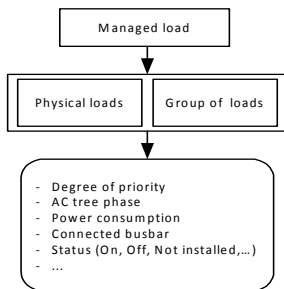 Managed load
Physical loads
Group of loads
- Degree of priority
- AC tree phase
- Power consumption
- Connected busbar
- Status (On, Off, Not installed,...)
- ...